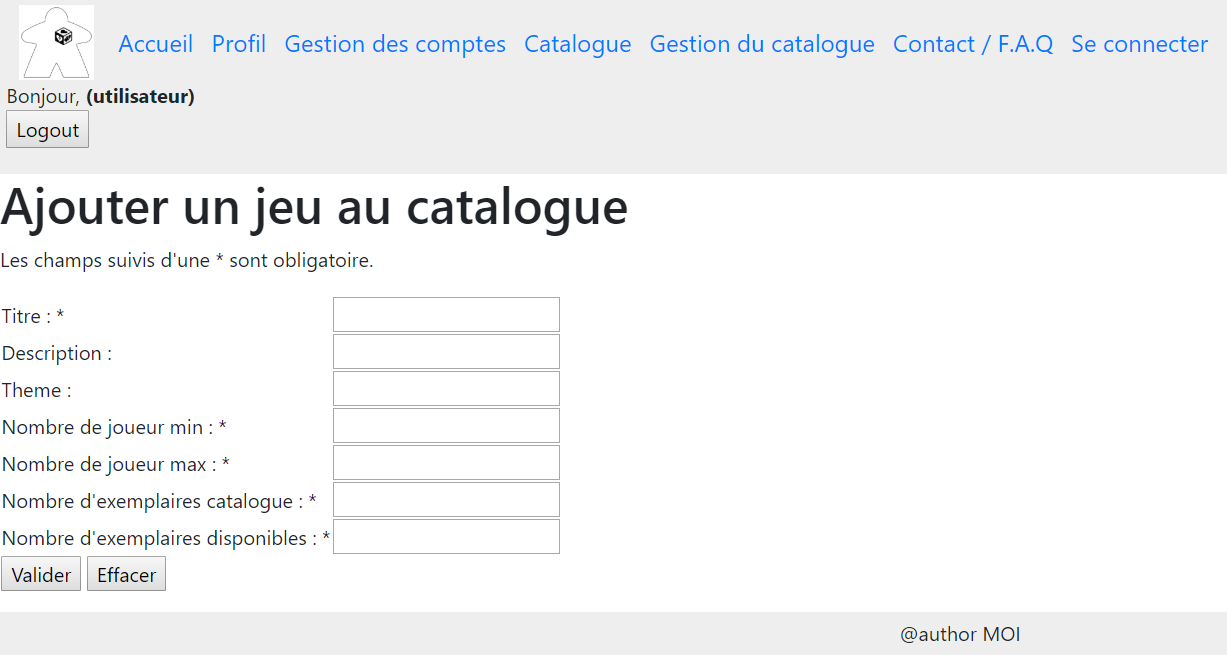 Accueil Profil Gestion des comptes Catalogue Gestion du catalogue Contact / F.A.Q Se connecter
Bonjour, (utilisateur)
Logout
Ajouter un jeu au catalogue
Les champs suivis d'une * sont obligatoire.
Titre : *
Description :
Theme :
Nombre de joueur min : *
Nombre de joueur max : *
Nombre d'exemplaires catalogue : *
Nombre d'exemplaires disponibles : *
Valider Effacer
@author MOI